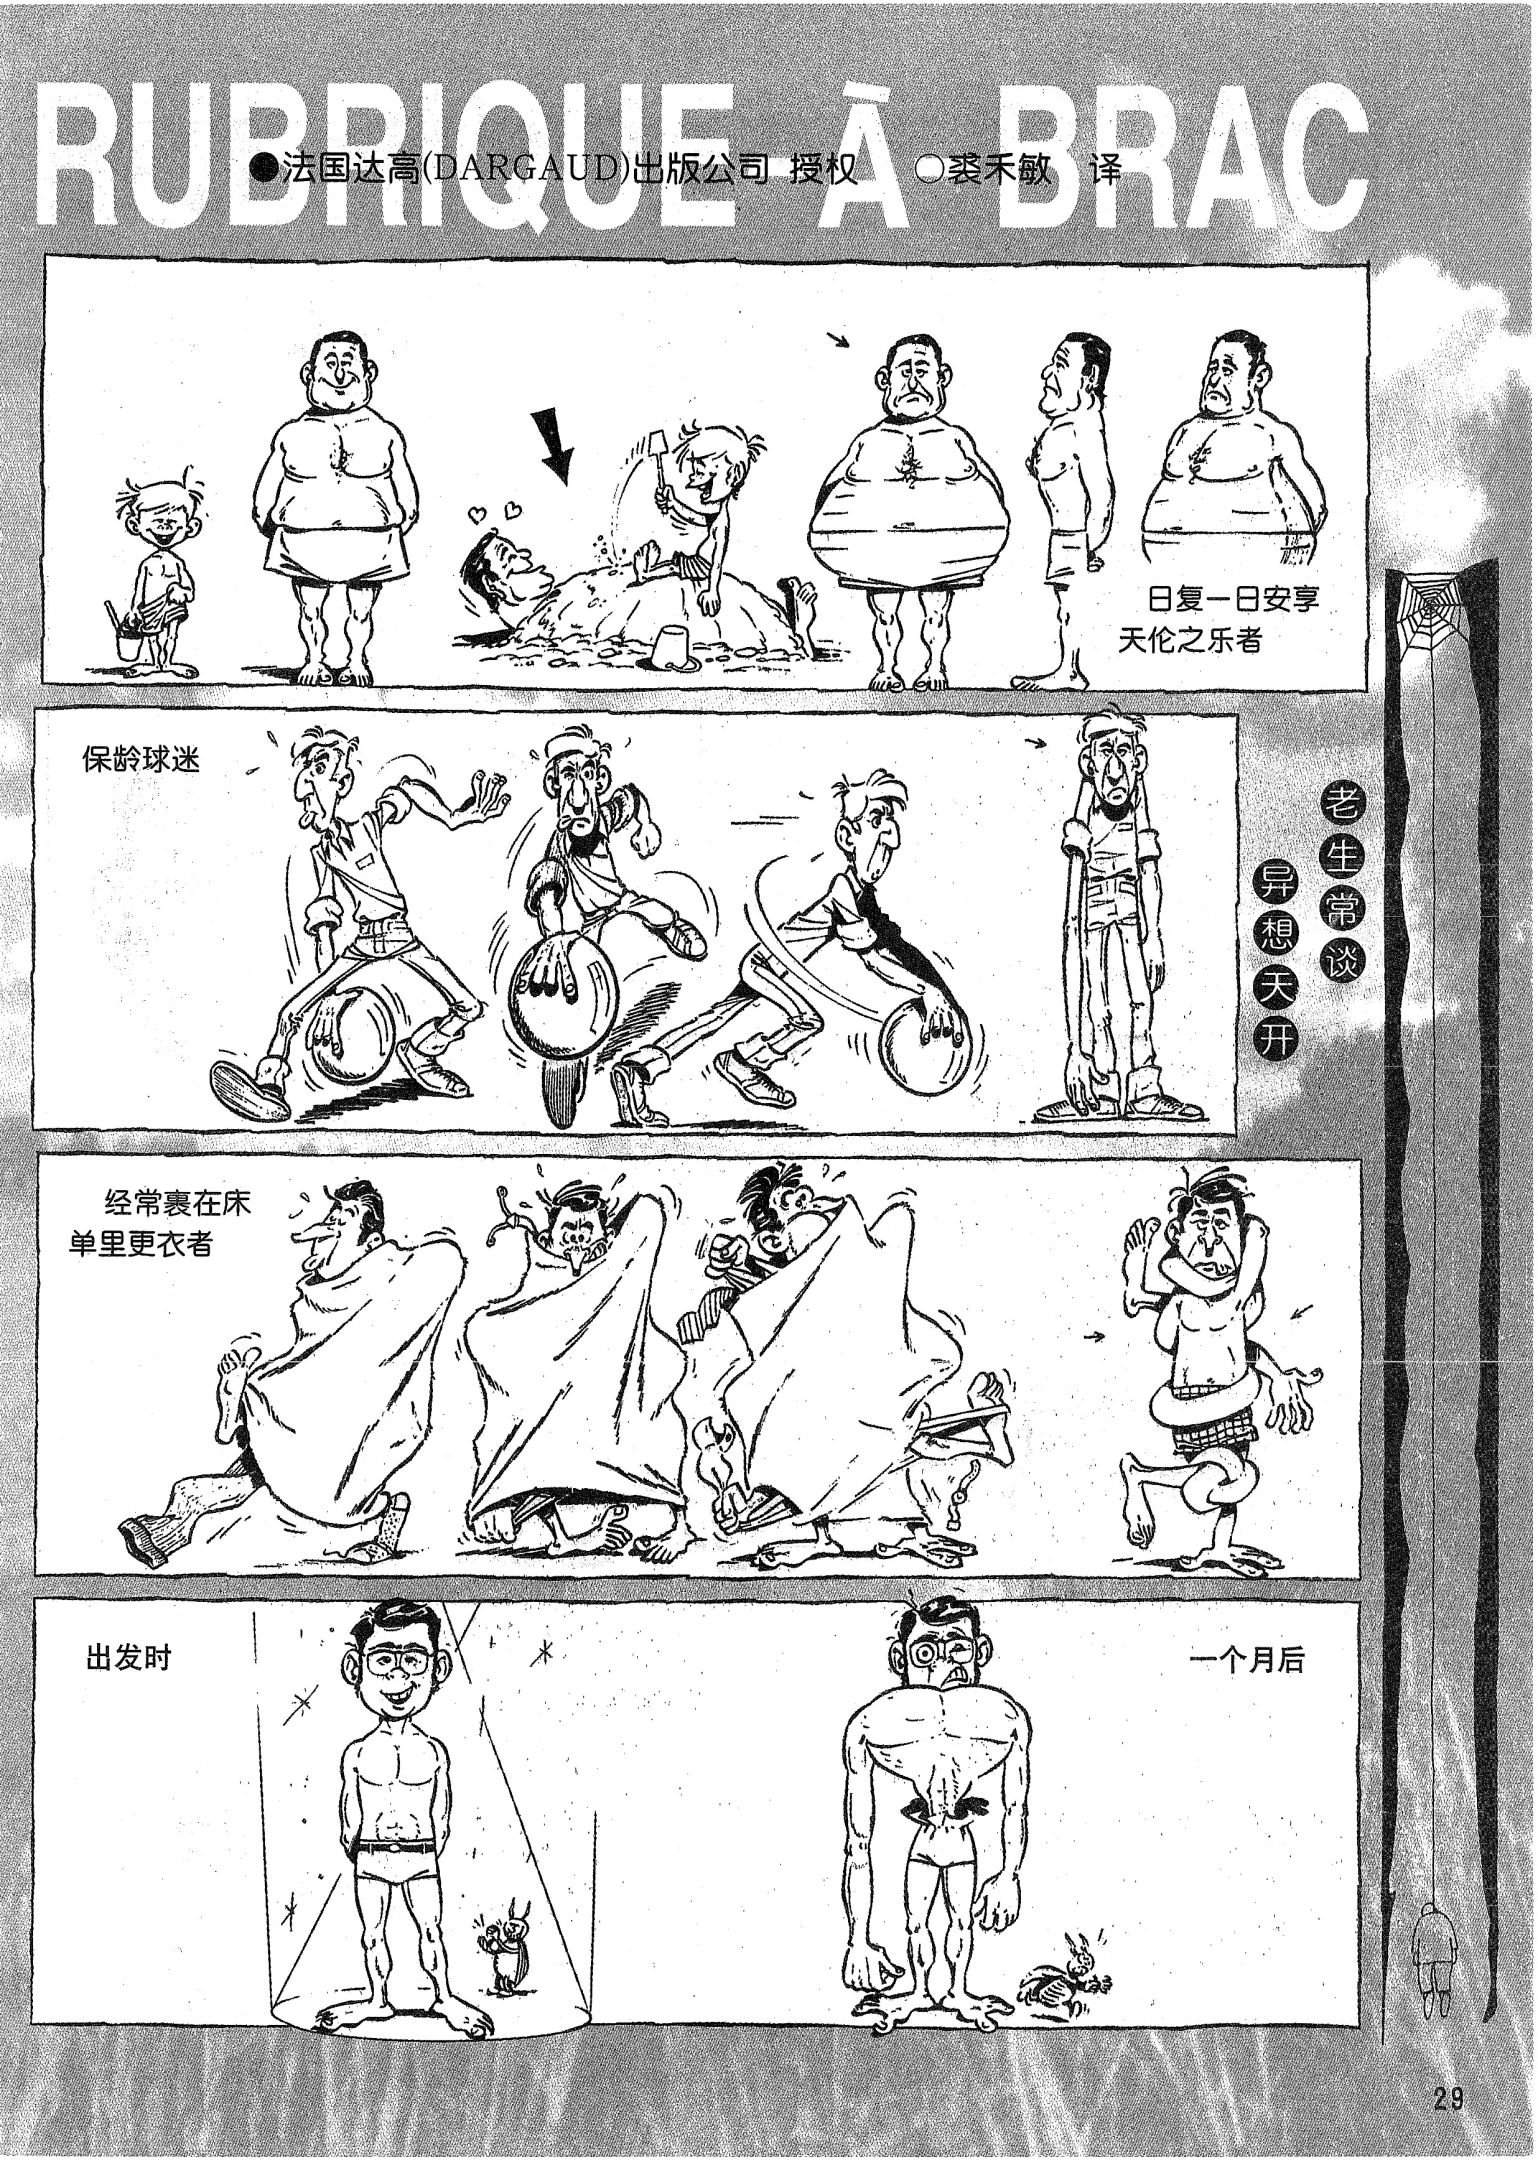 RUBRIQUE-À BRAC
●法国达高(DARGAUD)出版公司 授权 ○裘禾敏 译
日复一日安享
天伦之乐者
保龄球迷
老生常谈
异想天开
经常裹在床
单里更衣者
出发时
一个月后
29